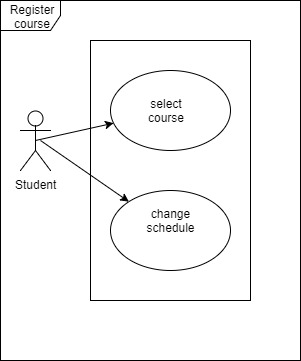 Register
course
select
course
Student
change
schedule